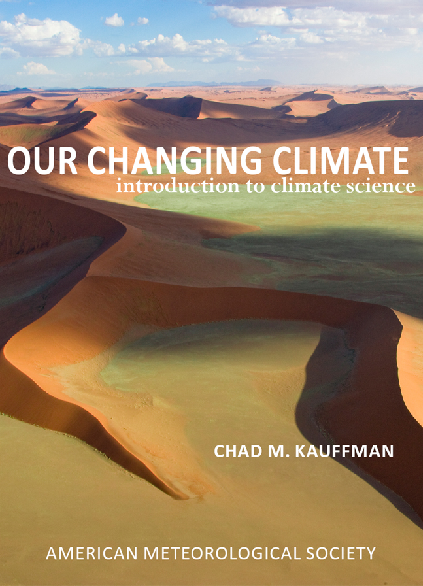 OUR CHANGING CLIMATE
introduction to climate science
CHAD M. KAUFFMAN
AMERICAN METEOROLOGICAL SOCIETY